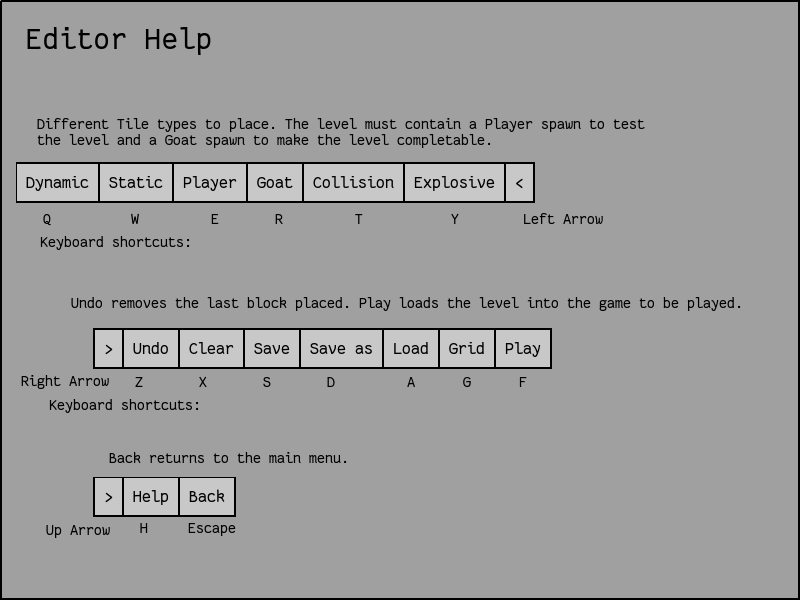 Editor Help
Different Tile types to place. The level must contain a Player spawn to test
the level and a Goat spawn to make the level completable.
Dynamic Static Player Goat Collision Explosive <
Q W E R T Y Left Arrow
Keyboard shortcuts:
Undo removes the last block placed. Play loads the level into the game to be played.
> Undo Clear Save Save as Load Grid Play
Right Arrow Z X S D A G F
Keyboard shortcuts:
Back returns to the main menu.
> Help Back
Up Arrow H Escape